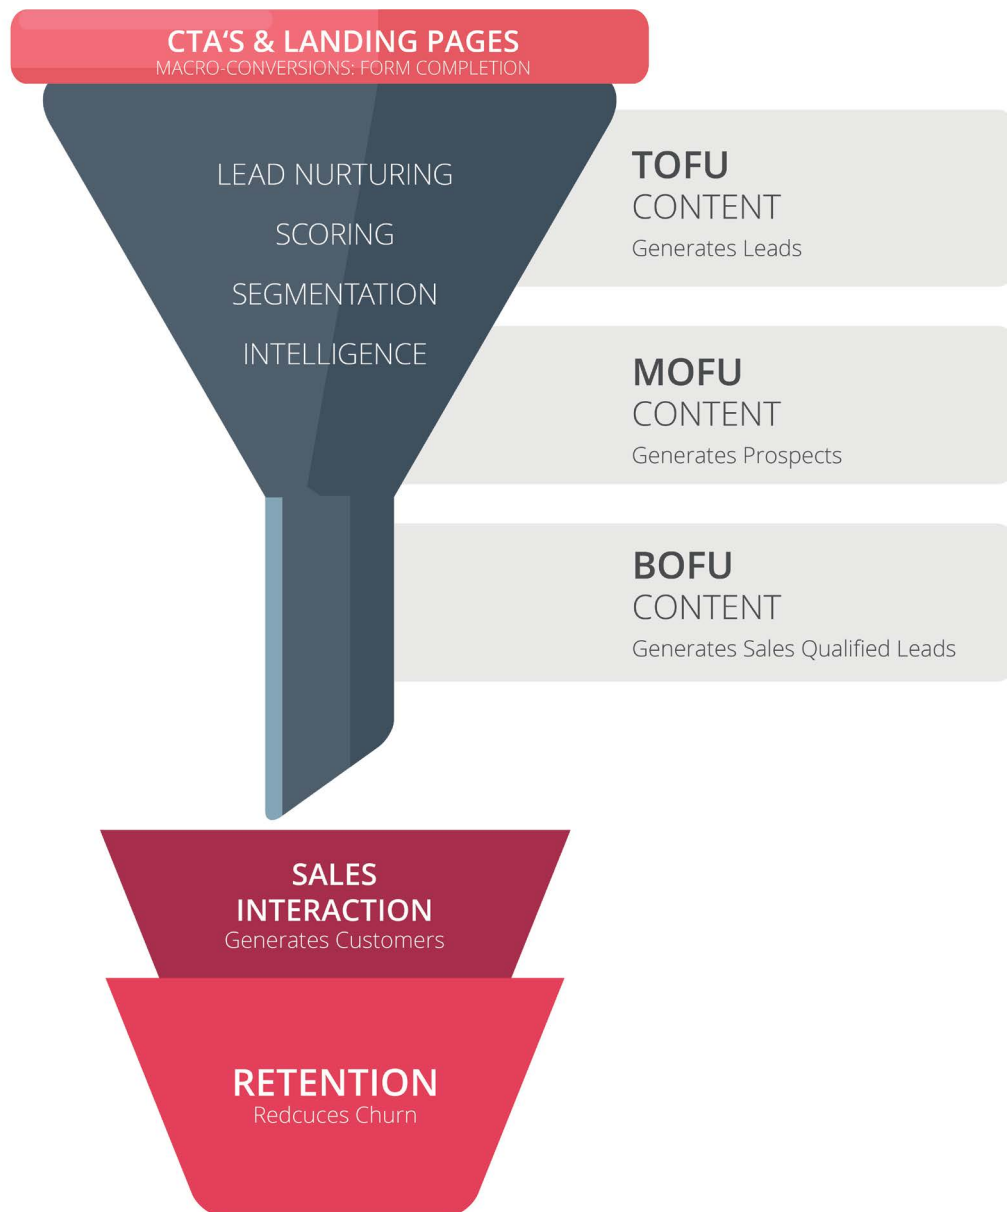 CTA‘S & LANDING PAGES
MACRO-CONVERSIONS: FORM COMPLETION
LEAD NURTURING
SCORING
SEGMENTATION
INTELLIGENCE
TOFU
CONTENT
Generates Leads
MOFU
CONTENT
Generates Prospects
BOFU
CONTENT
Generates Sales Qualified Leads
SALES
INTERACTION
Generates Customers
RETENTION
Redcuces Churn